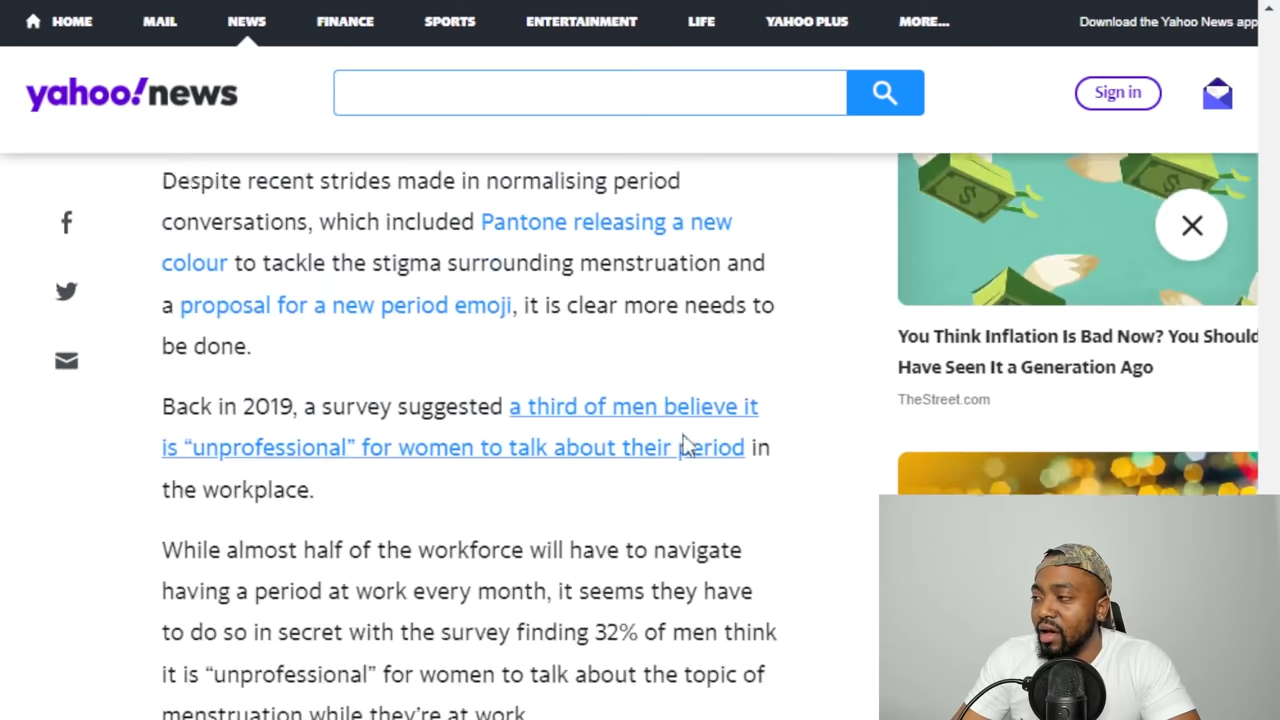 HOME MAIL NEWS FINANCE SPORTS ENTERTAINMENT LIFE YAHOO PLUS MORE... Download the Yahoo News app
yahoo!news
Sign in
Despite recent strides made in normalising period
conversations, which included Pantone releasing a new
colour to tackle the stigma surrounding menstruation and
a proposal for a new period emoji, it is clear more needs to
be done.
Back in 2019, a survey suggested a third of men believe it
is “unprofessional” for women to talk about their period in
the workplace.
While almost half of the workforce will have to navigate
having a period at work every month, it seems they have
to do so in secret with the survey finding 32% of men think
it is “unprofessional” for women to talk about the topic of
menstruation while they’re at work
You Think Inflation Is Bad Now? You Should
Have Seen It a Generation Ago
TheStreet.com